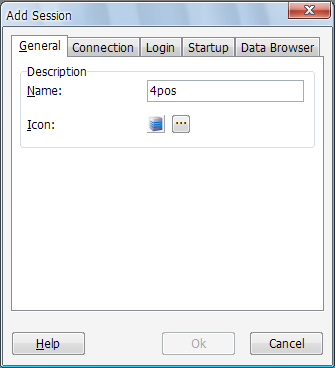 Add Session
General Connection Login Startup Data Browser
Description
Name: 4pos
Icon: ...
Help Ok Cancel